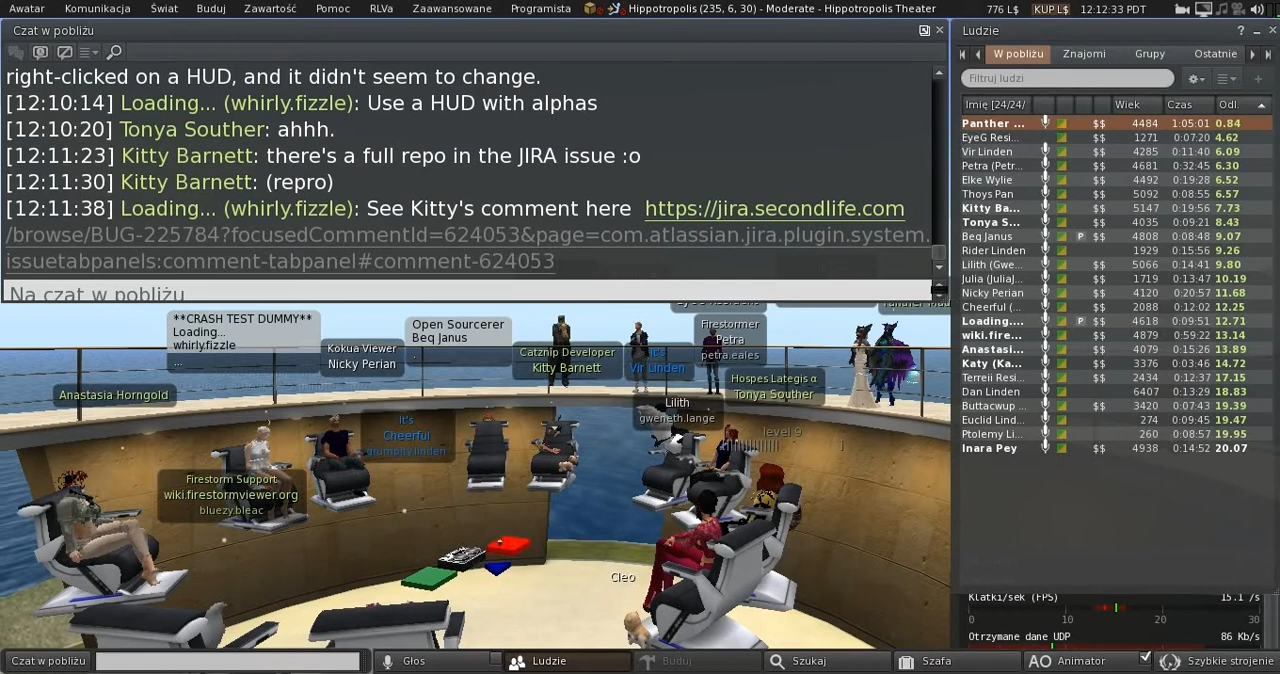 Awatar Komunikacja Świat Buduj Zawartość Pomoc RLVa Zaawansowane Programista Hippotropolis (235, 6, 30) - Moderate - Hippotropolis Theater 776 L$ KUP L$ 12:12:33 PDT
Czat w pobliżu
right-clicked on a HUD, and it didn't seem to change.
[12:10:14] Loading... (whirly.fizzle): Use a HUD with alphas
[12:10:20] Tonya Souther: ahhh.
[12:11:23] Kitty Barnett: there's a full repo in the JIRA issue :o
[12:11:30] Kitty Barnett: (repro)
[12:11:38] Loading... (whirly.fizzle): See Kitty's comment here https://jira.secondlife.com
/browse/BUG-225784?focusedCommentId=624053&page=com.atlassian.jira.plugin.system.
issuetabpanels:comment-tabpanel#comment-624053
Na czat w pobliżu
**CRASH TEST DUMMY**
Loading...
whirly.fizzle
...
Kokua Viewer
Nicky Perian
Open Sourcerer
Beq Janus
.
Catznip Developer
Kitty Barnett
It's
Vir Linden
Firestormer
Petra
petra.eales
Hospes Lategis α
Tonya Souther
Anastasia Horngold
It's
Cheerful
grumpity.linden
Lilith
gweneth.lange
level 9
Firestorm Support
wiki.firestormviewer.org
bluezy.bleac
Cleo
Ludzie ?
W pobliżu Znajomi Grupy Ostatnie
Filtruj ludzi
Imię [24/24/ Wiek Czas Odl.
Panther ... $$ 4484 1:05:01 0.84
EyeG Resi... $$ 1271 0:07:20 4.62
Vir Linden 4285 0:11:40 6.09
Petra (Petr... $$ 4681 0:32:45 6.30
Elke Wylie $$ 4492 0:19:28 6.52
Thoys Pan $$ 5092 0:08:55 6.57
Kitty Ba... $$ 5147 0:19:56 7.73
Tonya S... $$ 4035 0:09:21 8.43
Beq Janus P $$ 4808 0:08:48 9.07
Rider Linden 1929 0:15:56 9.26
Lilith (Gwe... $$ 5066 0:14:41 9.80
Julia (JuliaJ... $$ 1719 0:13:47 10.19
Nicky Perian $$ 4120 0:20:57 11.68
Cheerful (... $$ 2088 0:12:02 12.25
Loading.... P $$ 4618 0:09:51 12.71
wiki.fire... $$ 4879 0:59:22 13.14
Anastasi... $$ 4079 0:15:26 13.89
Katy (Ka... $$ 3376 0:03:46 14.72
Terreii Resi... $$ 2434 0:12:37 17.15
Dan Linden 6407 0:13:29 18.83
Buttacwup ... $$ 3420 0:07:43 19.39
Euclid Lind... 274 0:09:45 19.47
Ptolemy Li... 260 0:08:57 19.95
Inara Pey $$ 4938 0:14:52 20.07
Klatki/sek (FPS) 15.1 /s
0 10 20 30
Otrzymane dane UDP 86 Kb/s
Czat w pobliżu Głos Ludzie Buduj Szukaj Szafa AO Animator Szybkie strojenie